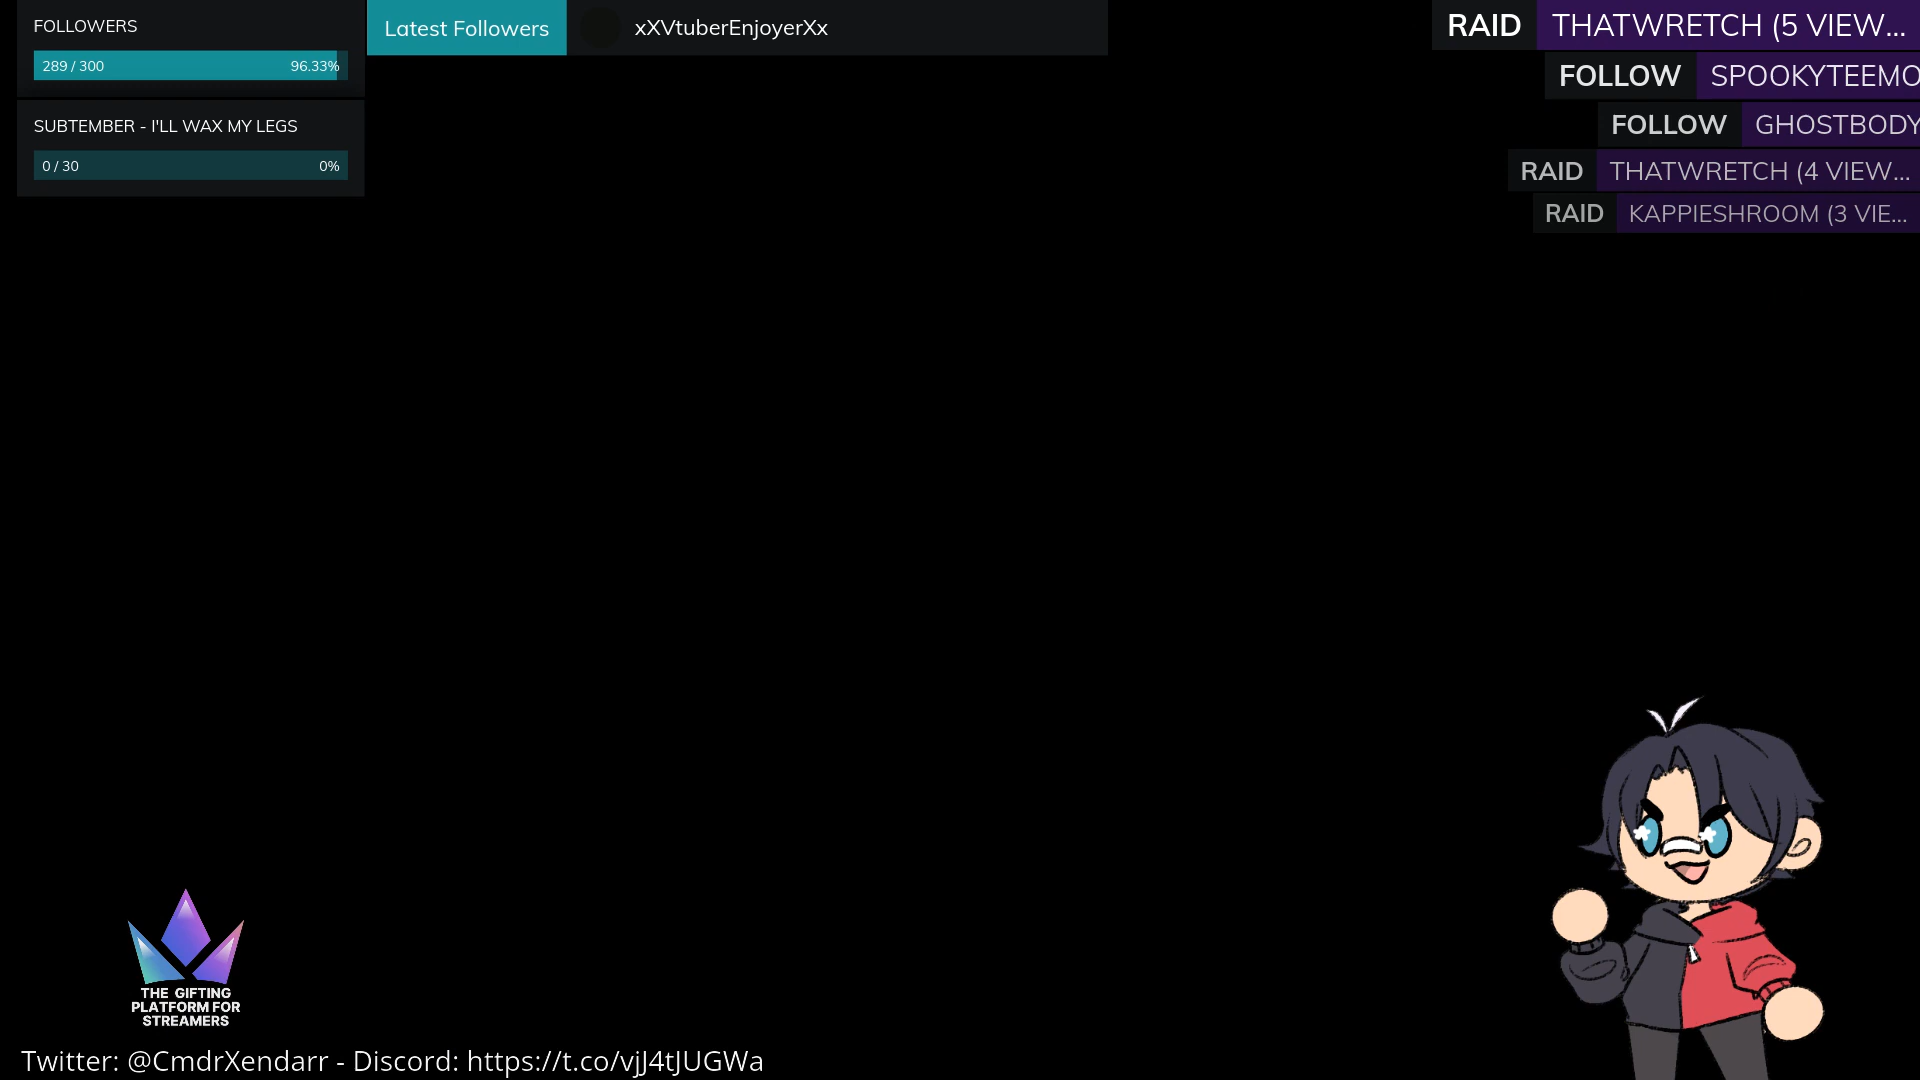 FOLLOWERS
289 / 300 96.33%
SUBTEMBER - I'LL WAX MY LEGS
0 / 30 0%
Latest Followers xXVtuberEnjoyerXx
RAID THATWRETCH (5 VIEW...
FOLLOW SPOOKYTEEMO
FOLLOW GHOSTBODY
RAID THATWRETCH (4 VIEW...
RAID KAPPIESHROOM (3 VIE...
THE GIFTING
PLATFORM FOR
STREAMERS
Twitter: @CmdrXendarr - Discord: https://t.co/vjJ4tJUGWa